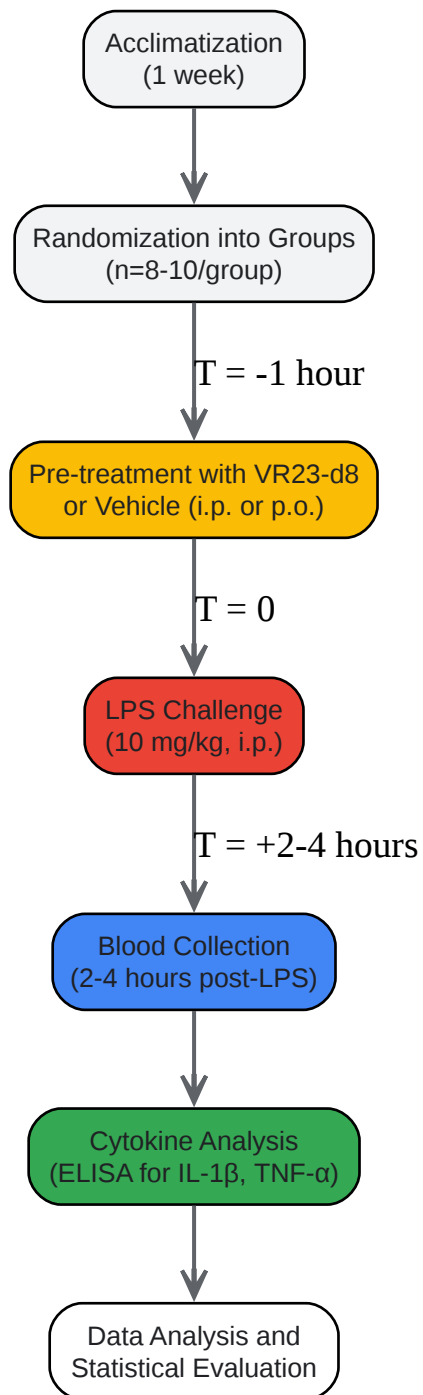 Acclimatization
(1 week)
Randomization into Groups
(n=8-10/group)
T = -1 hour
Pre-treatment with VR23-d8
or Vehicle (i.p. or p.o.)
T = 0
LPS Challenge
(10 mg/kg, i.p.)
T = +2-4 hours
Blood Collection
(2-4 hours post-LPS)
Cytokine Analysis
(ELISA for IL-1β, TNF-α)
Data Analysis and
Statistical Evaluation